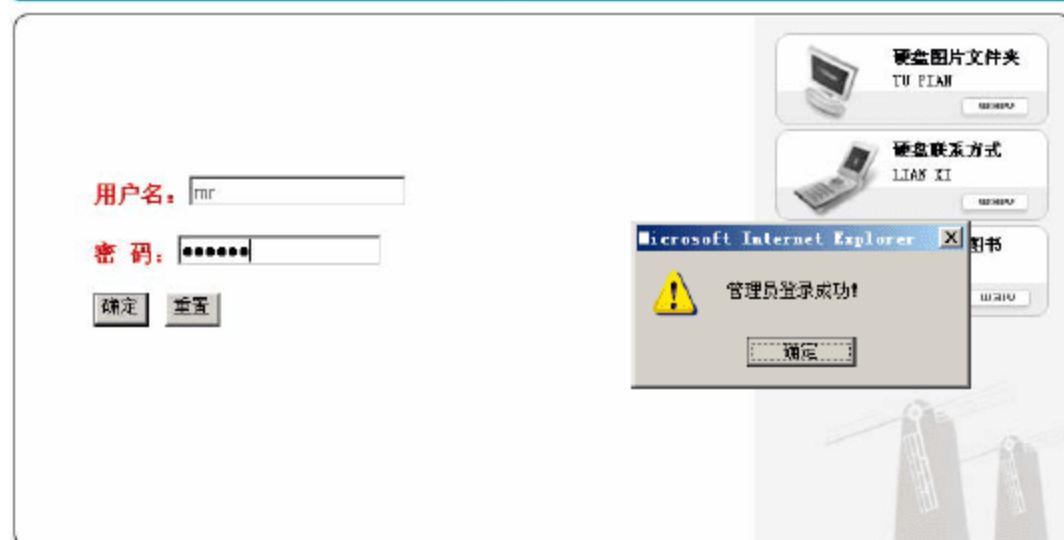 硬盘图片文件夹
TU PIAN
硬盘联系方式
LIAN XI
用户名：mr
密 码：●●●●●●
确定 重置
Microsoft Internet Explorer
图书
管理员登录成功!
确定